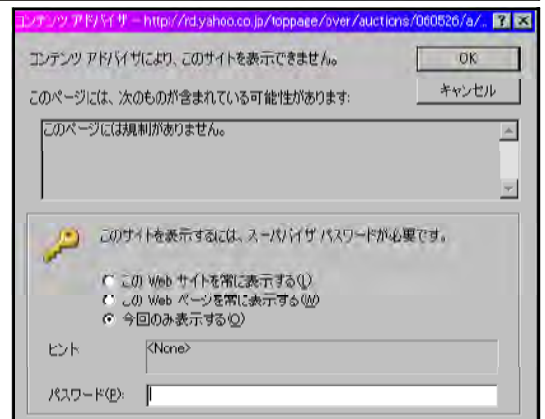 コンテンツ アドバイザ - http://rd.yahoo.co.jp/toppage/over/auctions/060526/a/...
コンテンツ アドバイザにより、このサイトを表示できません。
OK
このページには、次のものが含まれている可能性があります:
キャンセル
このページには規制がありません。
このサイトを表示するには、スーパバイザ パスワードが必要です。
この Web サイトを常に表示する(L)
この Web ページを常に表示する(W)
今回のみ表示する(O)
ヒント
<None>
パスワード(P):